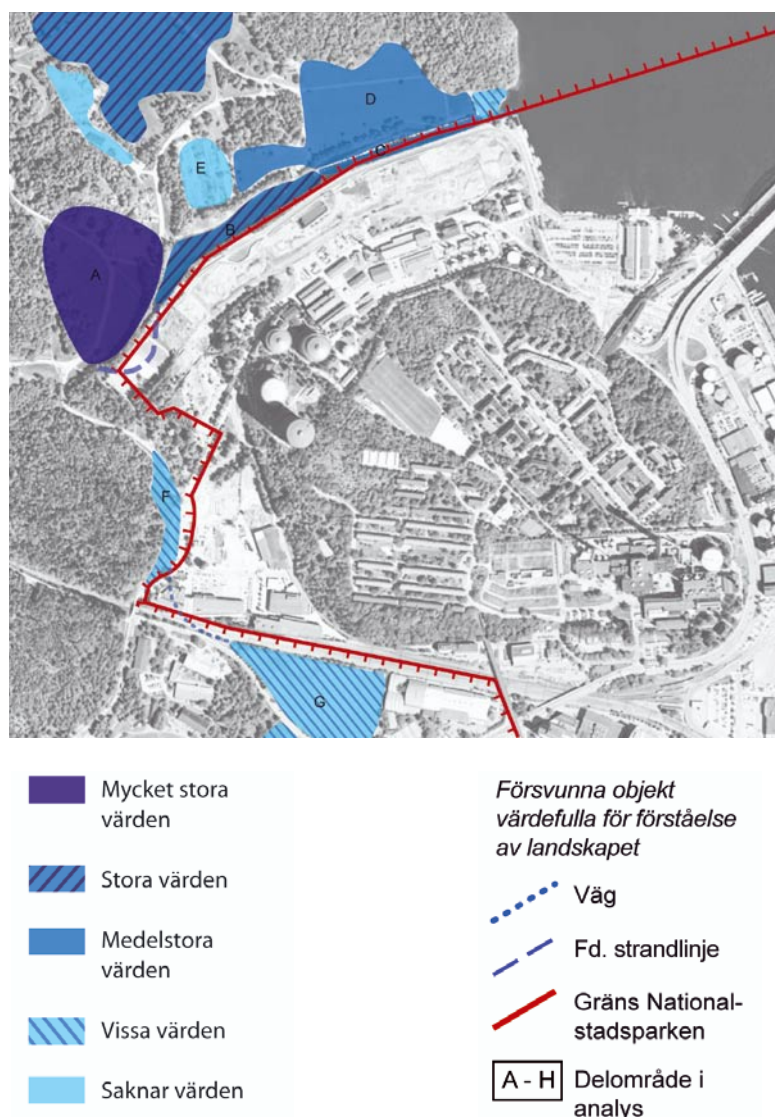 D
C
E
B
A
F
G
Mycket stora
värden
Stora värden
Medelstora
värden
Vissa värden
Saknar värden
Försvunna objekt
värdefulla för förståelse
av landskapet
Väg
Fd. strandlinje
Gräns National-
stadsparken
A - H
Delområde i
analys